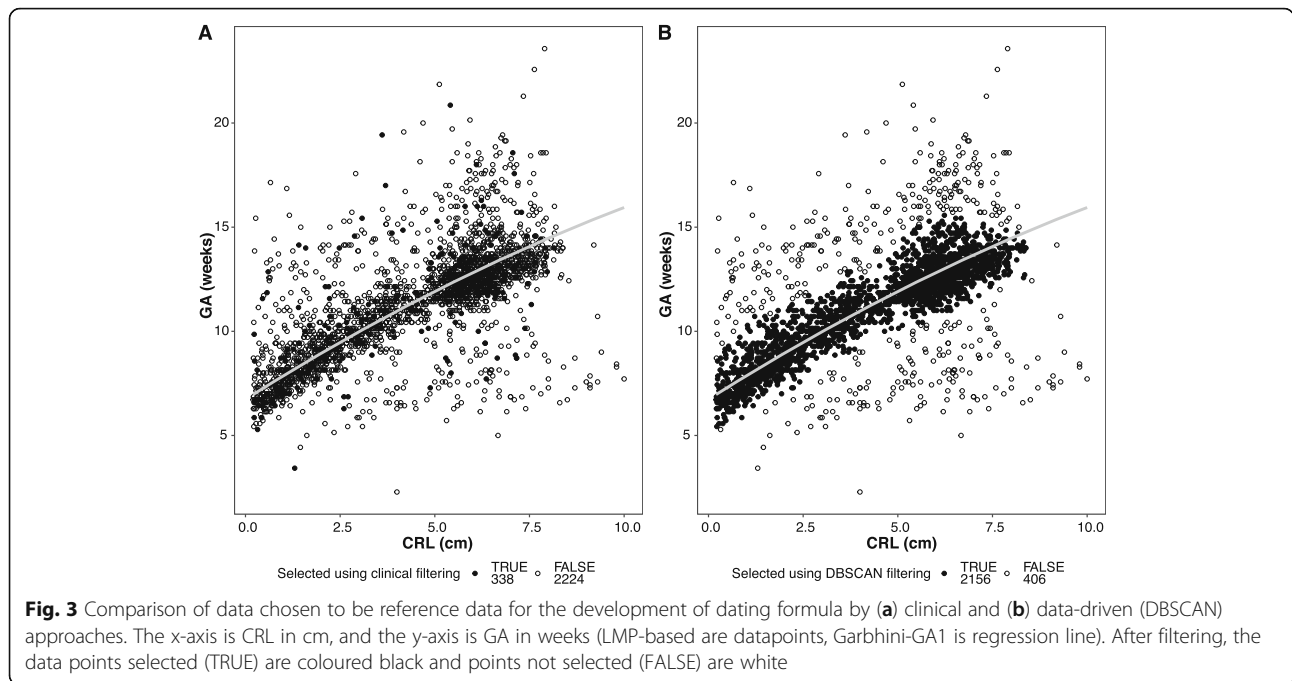 A
B
20
15
10
5
GA (weeks)
0.0 2.5 5.0 7.5 10.0
CRL (cm)
Selected using clinical filtering ● TRUE ○ FALSE
338 2224
20
15
10
5
GA (weeks)
0.0 2.5 5.0 7.5 10.0
CRL (cm)
Selected using DBSCAN filtering ● TRUE ○ FALSE
2156 406
Fig. 3 Comparison of data chosen to be reference data for the development of dating formula by (a) clinical and (b) data-driven (DBSCAN)
approaches. The x-axis is CRL in cm, and the y-axis is GA in weeks (LMP-based are datapoints, Garbhini-GA1 is regression line). After filtering, the
data points selected (TRUE) are coloured black and points not selected (FALSE) are white